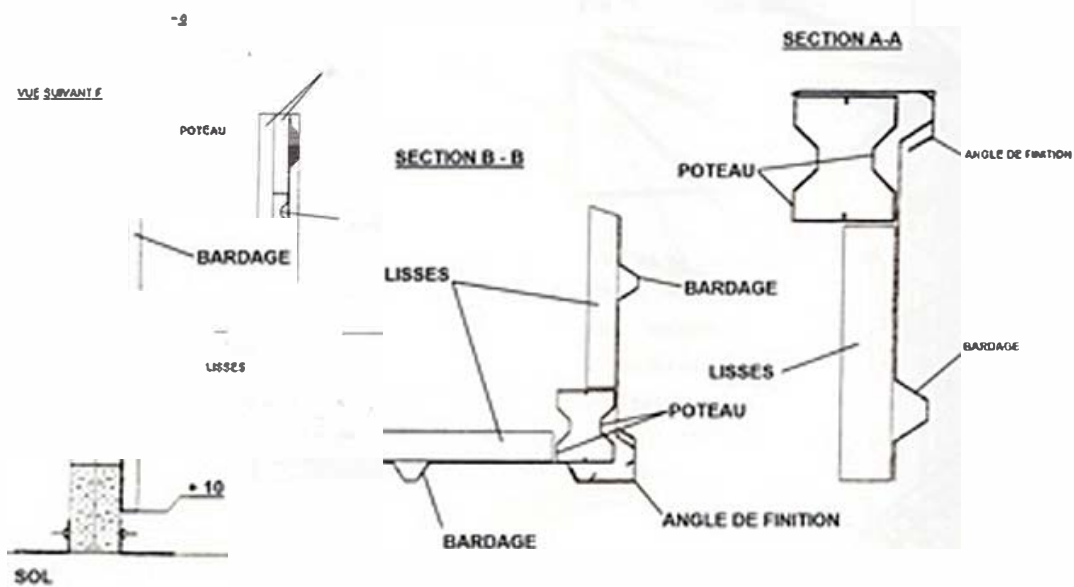 VUE SUIVANT F
POTEAU
BARDAGE
LISSES
+ 10
SOL
SECTION B - B
LISSES
BARDAGE
POTEAU
ANGLE DE FINITION
BARDAGE
SECTION A-A
POTEAU
ANGLE DE FINITION
LISSES
BARDAGE